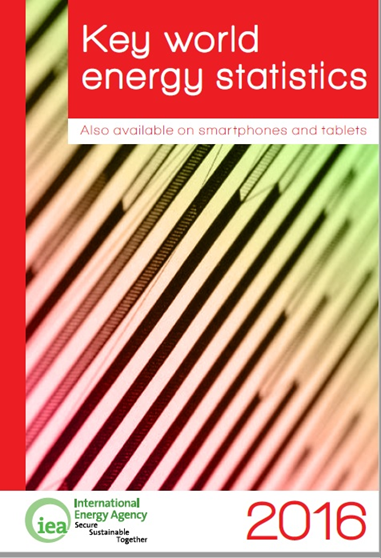 Key world
energy statistics
Also available on smartphones and tablets
iea
International
Energy Agency
Secure
Sustainable
Together
2016